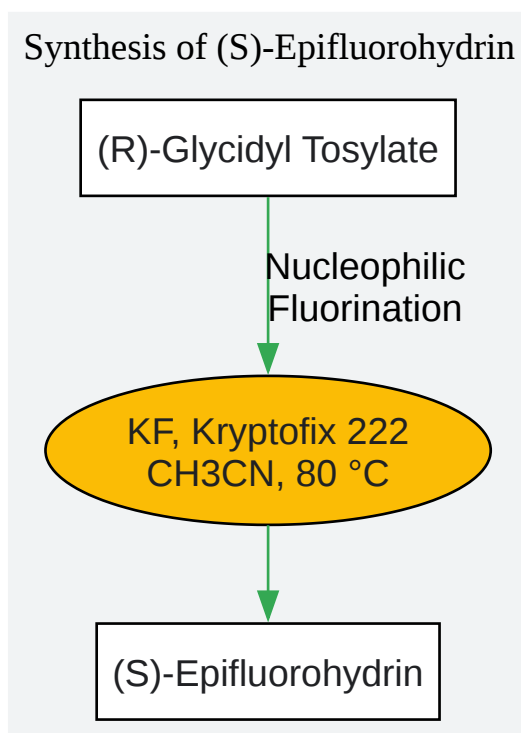 Synthesis of (S)-Epifluorohydrin
(R)-Glycidyl Tosylate
Nucleophilic
Fluorination
KF, Kryptofix 222
CH3CN, 80 °C
(S)-Epifluorohydrin